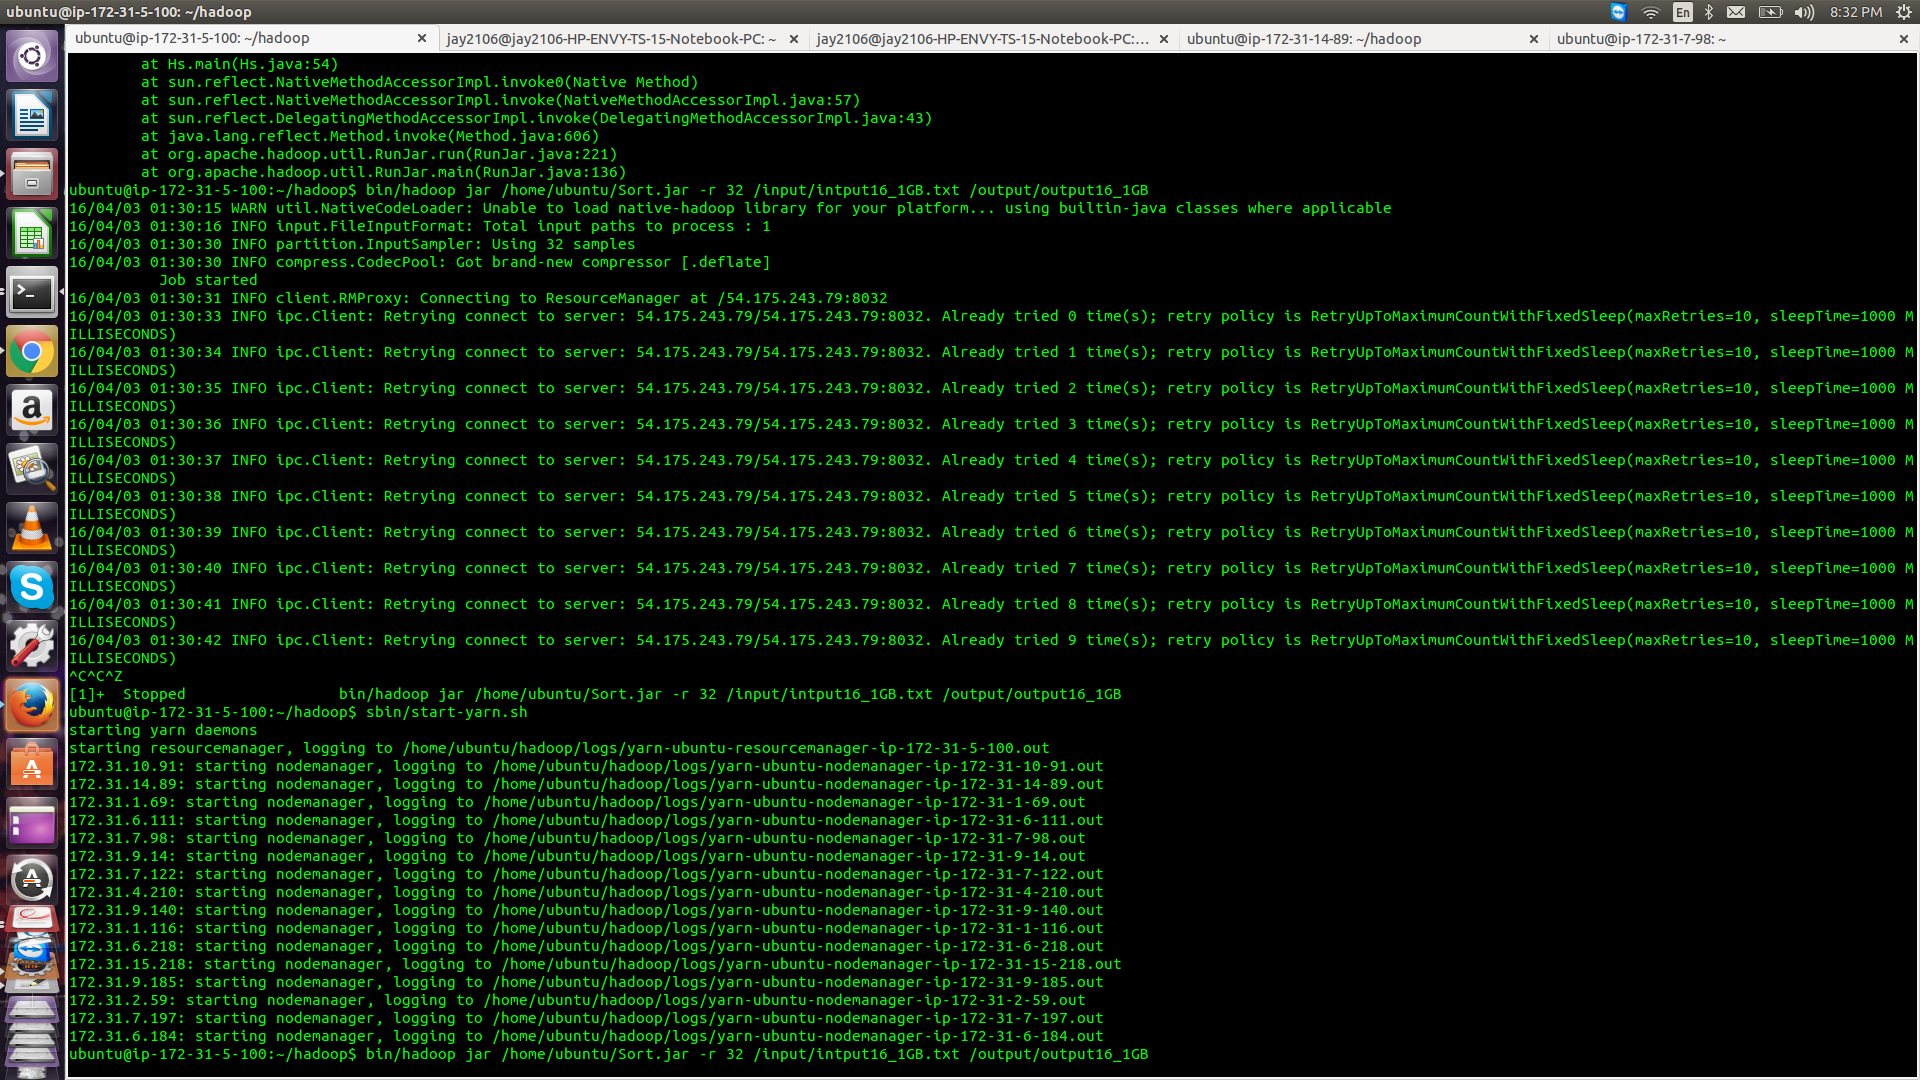 ubuntu@ip-172-31-5-100: ~/hadoop
En
8:32 PM
ubuntu@ip-172-31-5-100: ~/hadoop
jay2106@jay2106-HP-ENVY-TS-15-Notebook-PC: ~
jay2106@jay2106-HP-ENVY-TS-15-Notebook-PC:...
ubuntu@ip-172-31-14-89: ~/hadoop
ubuntu@ip-172-31-7-98: ~
at Hs.main(Hs.java:54)
at sun.reflect.NativeMethodAccessorImpl.invoke0(Native Method)
at sun.reflect.NativeMethodAccessorImpl.invoke(NativeMethodAccessorImpl.java:57)
at sun.reflect.DelegatingMethodAccessorImpl.invoke(DelegatingMethodAccessorImpl.java:43)
at java.lang.reflect.Method.invoke(Method.java:606)
at org.apache.hadoop.util.RunJar.run(RunJar.java:221)
at org.apache.hadoop.util.RunJar.main(RunJar.java:136)
ubuntu@ip-172-31-5-100:~/hadoop$ bin/hadoop jar /home/ubuntu/Sort.jar -r 32 /input/intput16_1GB.txt /output/output16_1GB
16/04/03 01:30:15 WARN util.NativeCodeLoader: Unable to load native-hadoop library for your platform... using builtin-java classes where applicable
16/04/03 01:30:16 INFO input.FileInputFormat: Total input paths to process : 1
16/04/03 01:30:30 INFO partition.InputSampler: Using 32 samples
16/04/03 01:30:30 INFO compress.CodecPool: Got brand-new compressor [.deflate]
Job started
16/04/03 01:30:31 INFO client.RMProxy: Connecting to ResourceManager at /54.175.243.79:8032
16/04/03 01:30:33 INFO ipc.Client: Retrying connect to server: 54.175.243.79/54.175.243.79:8032. Already tried 0 time(s); retry policy is RetryUpToMaximumCountWithFixedSleep(maxRetries=10, sleepTime=1000 M
ILLISECONDS)
16/04/03 01:30:34 INFO ipc.Client: Retrying connect to server: 54.175.243.79/54.175.243.79:8032. Already tried 1 time(s); retry policy is RetryUpToMaximumCountWithFixedSleep(maxRetries=10, sleepTime=1000 M
ILLISECONDS)
16/04/03 01:30:35 INFO ipc.Client: Retrying connect to server: 54.175.243.79/54.175.243.79:8032. Already tried 2 time(s); retry policy is RetryUpToMaximumCountWithFixedSleep(maxRetries=10, sleepTime=1000 M
ILLISECONDS)
16/04/03 01:30:36 INFO ipc.Client: Retrying connect to server: 54.175.243.79/54.175.243.79:8032. Already tried 3 time(s); retry policy is RetryUpToMaximumCountWithFixedSleep(maxRetries=10, sleepTime=1000 M
ILLISECONDS)
16/04/03 01:30:37 INFO ipc.Client: Retrying connect to server: 54.175.243.79/54.175.243.79:8032. Already tried 4 time(s); retry policy is RetryUpToMaximumCountWithFixedSleep(maxRetries=10, sleepTime=1000 M
ILLISECONDS)
16/04/03 01:30:38 INFO ipc.Client: Retrying connect to server: 54.175.243.79/54.175.243.79:8032. Already tried 5 time(s); retry policy is RetryUpToMaximumCountWithFixedSleep(maxRetries=10, sleepTime=1000 M
ILLISECONDS)
16/04/03 01:30:39 INFO ipc.Client: Retrying connect to server: 54.175.243.79/54.175.243.79:8032. Already tried 6 time(s); retry policy is RetryUpToMaximumCountWithFixedSleep(maxRetries=10, sleepTime=1000 M
ILLISECONDS)
16/04/03 01:30:40 INFO ipc.Client: Retrying connect to server: 54.175.243.79/54.175.243.79:8032. Already tried 7 time(s); retry policy is RetryUpToMaximumCountWithFixedSleep(maxRetries=10, sleepTime=1000 M
ILLISECONDS)
16/04/03 01:30:41 INFO ipc.Client: Retrying connect to server: 54.175.243.79/54.175.243.79:8032. Already tried 8 time(s); retry policy is RetryUpToMaximumCountWithFixedSleep(maxRetries=10, sleepTime=1000 M
ILLISECONDS)
16/04/03 01:30:42 INFO ipc.Client: Retrying connect to server: 54.175.243.79/54.175.243.79:8032. Already tried 9 time(s); retry policy is RetryUpToMaximumCountWithFixedSleep(maxRetries=10, sleepTime=1000 M
ILLISECONDS)
^C^C^Z
[1]+  Stopped                 bin/hadoop jar /home/ubuntu/Sort.jar -r 32 /input/intput16_1GB.txt /output/output16_1GB
ubuntu@ip-172-31-5-100:~/hadoop$ sbin/start-yarn.sh
starting yarn daemons
starting resourcemanager, logging to /home/ubuntu/hadoop/logs/yarn-ubuntu-resourcemanager-ip-172-31-5-100.out
172.31.10.91: starting nodemanager, logging to /home/ubuntu/hadoop/logs/yarn-ubuntu-nodemanager-ip-172-31-10-91.out
172.31.14.89: starting nodemanager, logging to /home/ubuntu/hadoop/logs/yarn-ubuntu-nodemanager-ip-172-31-14-89.out
172.31.1.69: starting nodemanager, logging to /home/ubuntu/hadoop/logs/yarn-ubuntu-nodemanager-ip-172-31-1-69.out
172.31.6.111: starting nodemanager, logging to /home/ubuntu/hadoop/logs/yarn-ubuntu-nodemanager-ip-172-31-6-111.out
172.31.7.98: starting nodemanager, logging to /home/ubuntu/hadoop/logs/yarn-ubuntu-nodemanager-ip-172-31-7-98.out
172.31.9.14: starting nodemanager, logging to /home/ubuntu/hadoop/logs/yarn-ubuntu-nodemanager-ip-172-31-9-14.out
172.31.7.122: starting nodemanager, logging to /home/ubuntu/hadoop/logs/yarn-ubuntu-nodemanager-ip-172-31-7-122.out
172.31.4.210: starting nodemanager, logging to /home/ubuntu/hadoop/logs/yarn-ubuntu-nodemanager-ip-172-31-4-210.out
172.31.9.140: starting nodemanager, logging to /home/ubuntu/hadoop/logs/yarn-ubuntu-nodemanager-ip-172-31-9-140.out
172.31.1.116: starting nodemanager, logging to /home/ubuntu/hadoop/logs/yarn-ubuntu-nodemanager-ip-172-31-1-116.out
172.31.6.218: starting nodemanager, logging to /home/ubuntu/hadoop/logs/yarn-ubuntu-nodemanager-ip-172-31-6-218.out
172.31.15.218: starting nodemanager, logging to /home/ubuntu/hadoop/logs/yarn-ubuntu-nodemanager-ip-172-31-15-218.out
172.31.9.185: starting nodemanager, logging to /home/ubuntu/hadoop/logs/yarn-ubuntu-nodemanager-ip-172-31-9-185.out
172.31.2.59: starting nodemanager, logging to /home/ubuntu/hadoop/logs/yarn-ubuntu-nodemanager-ip-172-31-2-59.out
172.31.7.197: starting nodemanager, logging to /home/ubuntu/hadoop/logs/yarn-ubuntu-nodemanager-ip-172-31-7-197.out
172.31.6.184: starting nodemanager, logging to /home/ubuntu/hadoop/logs/yarn-ubuntu-nodemanager-ip-172-31-6-184.out
ubuntu@ip-172-31-5-100:~/hadoop$ bin/hadoop jar /home/ubuntu/Sort.jar -r 32 /input/intput16_1GB.txt /output/output16_1GB